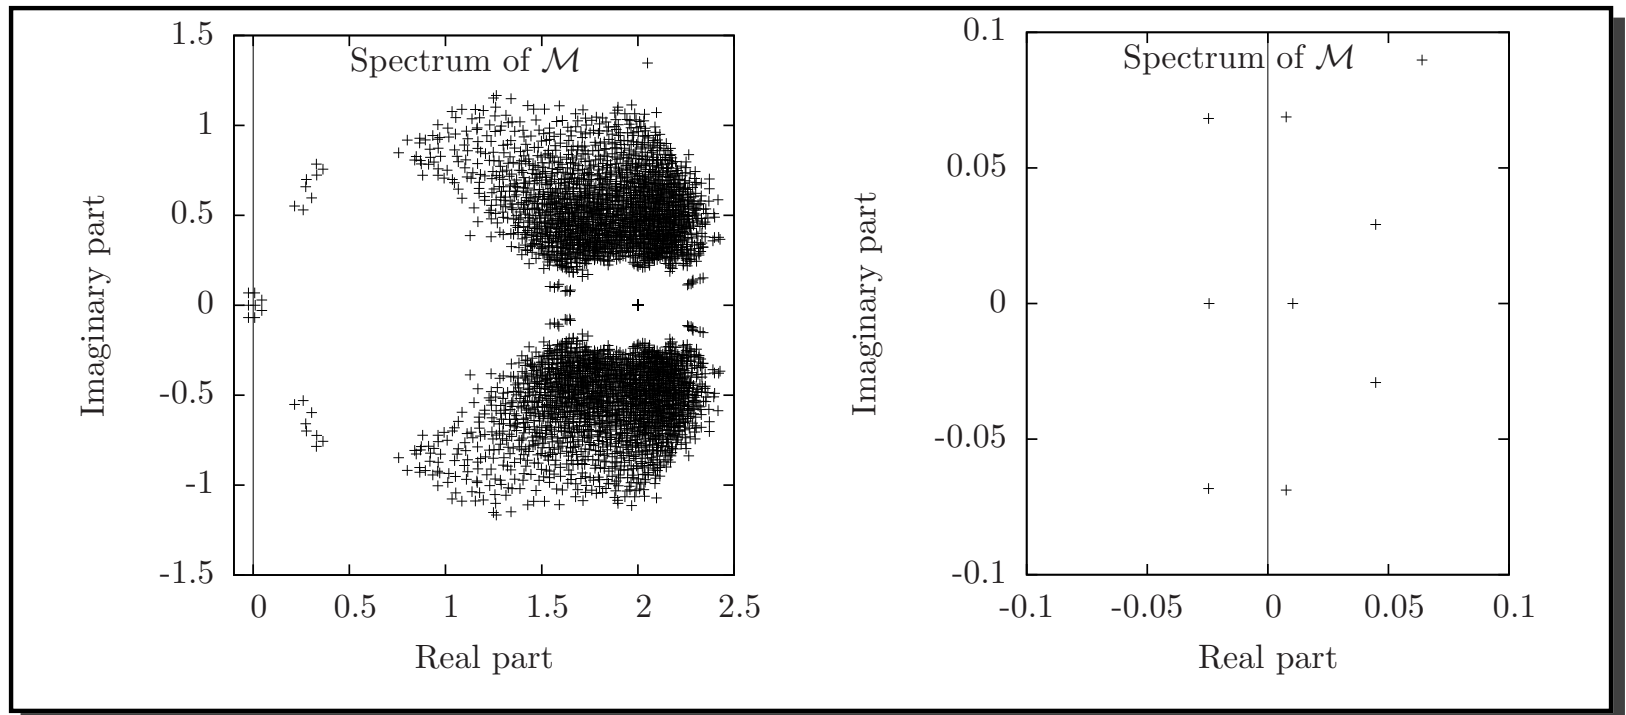 1.5
Spectrum of ℳ
1
0.5
0
-0.5
-1
-1.5
0 0.5 1 1.5 2 2.5
Imaginary part
Real part
0.1
Spectrum of ℳ
0.05
0
-0.05
-0.1
-0.1 -0.05 0 0.05 0.1
Imaginary part
Real part